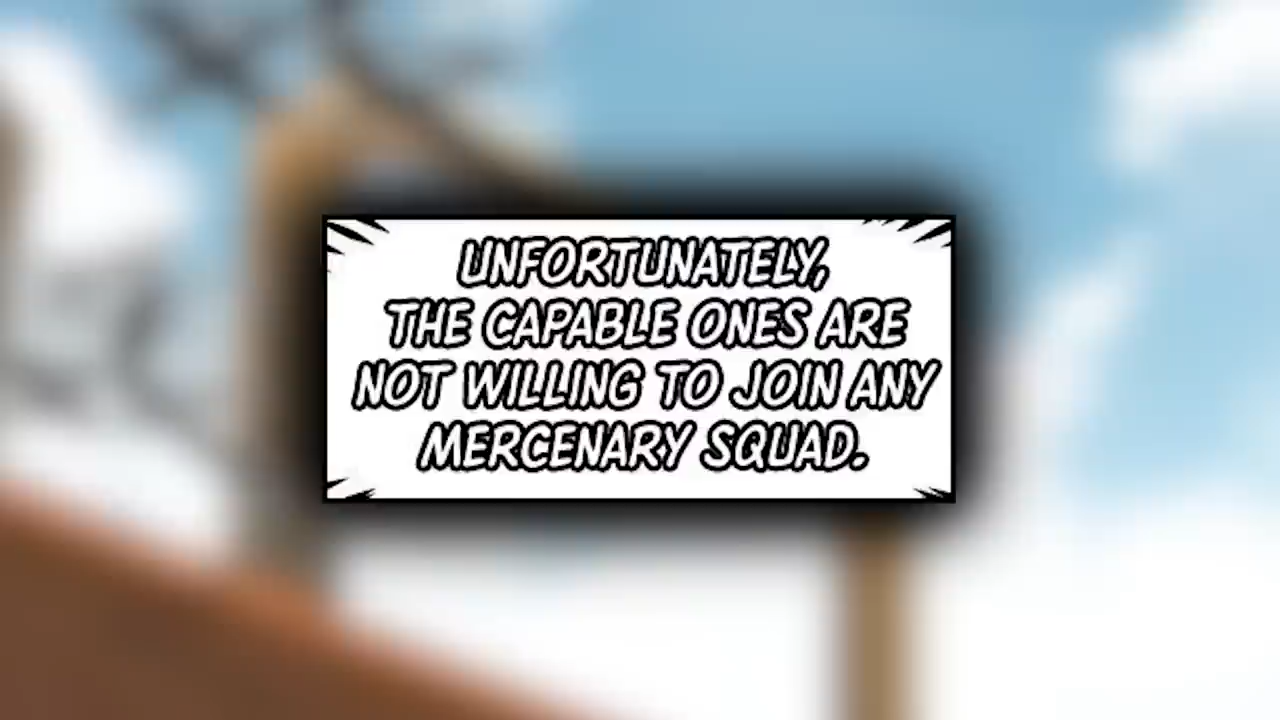 UNFORTUNATELY,
THE CAPABLE ONES ARE
NOT WILLING TO JOIN ANY
MERCENARY SQUAD.